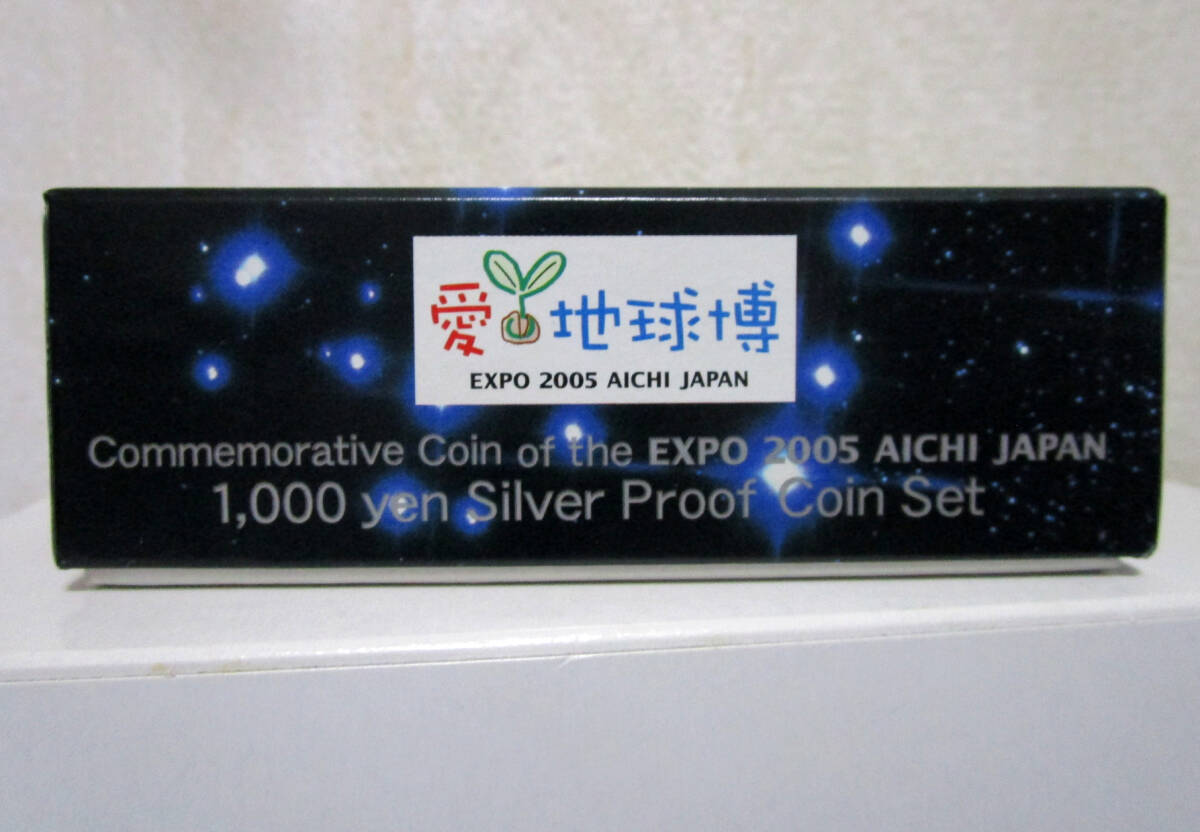 愛・地球博
EXPO 2005 AICHI JAPAN
Commemorative Coin of the EXPO 2005 AICHI JAPAN
1,000 yen Silver Proof Coin Set